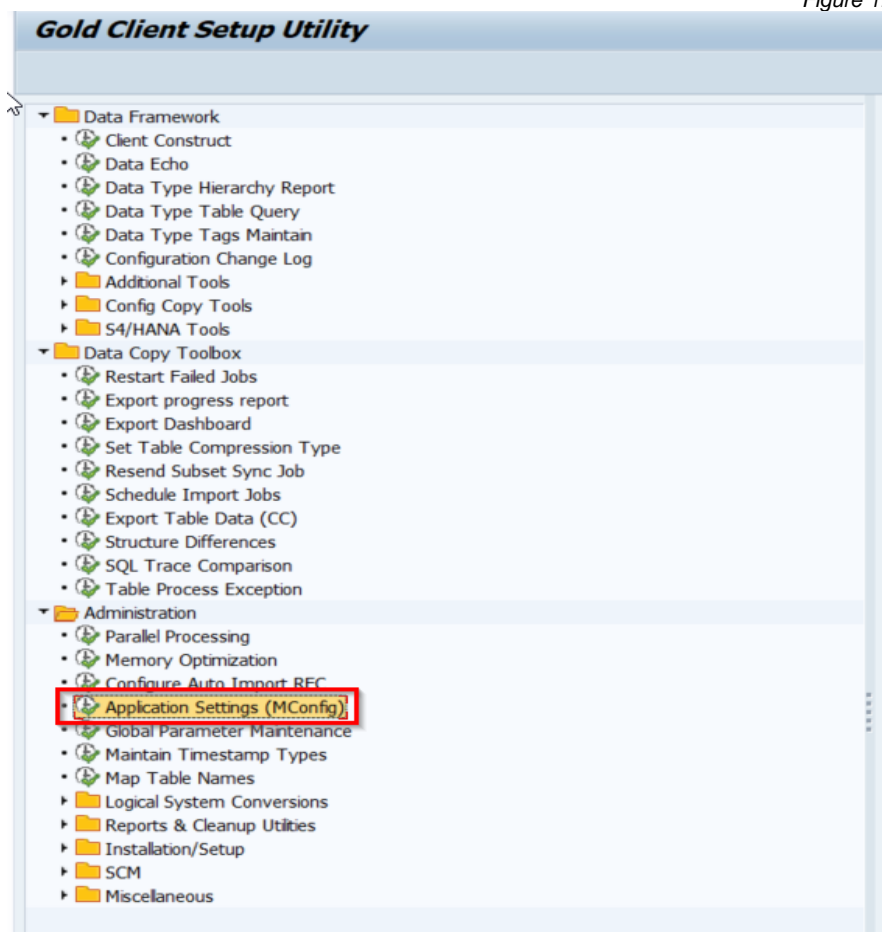 Figure 1
Gold Client Setup Utility
Data Framework
Client Construct
Data Echo
Data Type Hierarchy Report
Data Type Table Query
Data Type Tags Maintain
Configuration Change Log
Additional Tools
Config Copy Tools
S4/HANA Tools
Data Copy Toolbox
Restart Failed Jobs
Export progress report
Export Dashboard
Set Table Compression Type
Resend Subset Sync Job
Schedule Import Jobs
Export Table Data (CC)
Structure Differences
SQL Trace Comparison
Table Process Exception
Administration
Parallel Processing
Memory Optimization
Configure Auto Import RFC
Application Settings (MConfig)
Global Parameter Maintenance
Maintain Timestamp Types
Map Table Names
Logical System Conversions
Reports & Cleanup Utilities
Installation/Setup
SCM
Miscellaneous